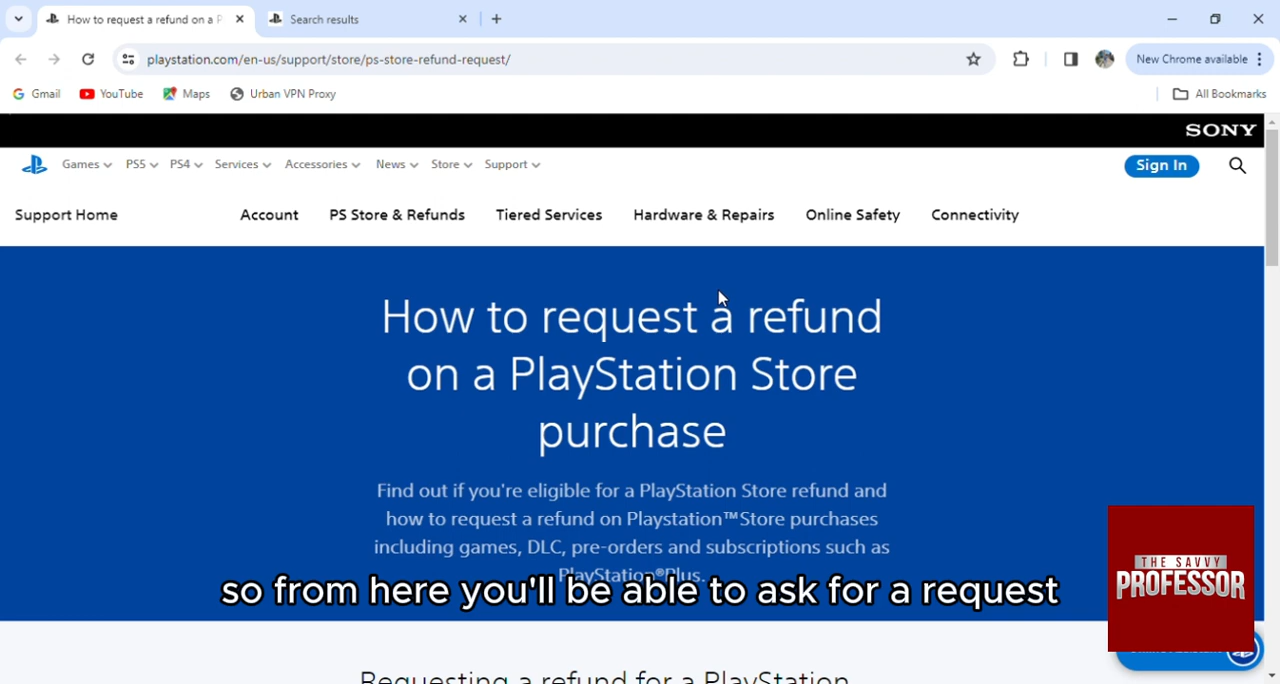 How to request a refund on a P
Search results
playstation.com/en-us/support/store/ps-store-refund-request/
New Chrome available
Gmail
YouTube
Maps
Urban VPN Proxy
All Bookmarks
SONY
Games
PS5
PS4
Services
Accessories
News
Store
Support
Sign In
Support Home
Account
PS Store & Refunds
Tiered Services
Hardware & Repairs
Online Safety
Connectivity
How to request a refund
on a PlayStation Store
purchase
Find out if you're eligible for a PlayStation Store refund and
how to request a refund on Playstation™Store purchases
including games, DLC, pre-orders and subscriptions such as
PlayStation®Plus.
so from here you'll be able to ask for a request
THE SAVVY
PROFESSOR
Requesting a refund for a PlayStation